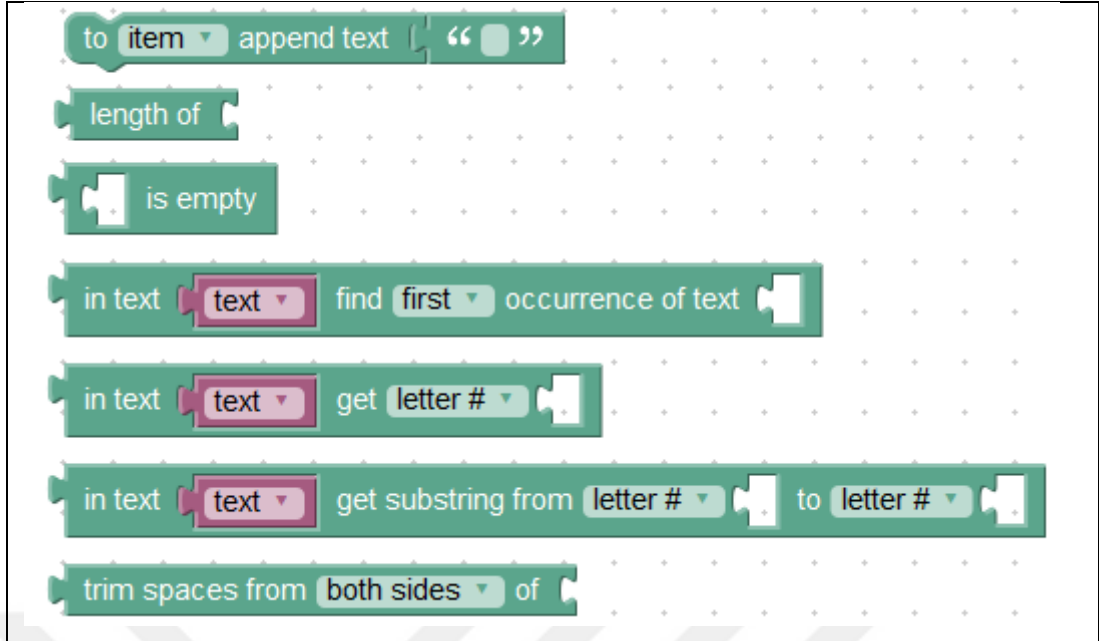 to item ▾ append text “ ”
length of
is empty
in text text ▾ find first ▾ occurrence of text
in text text ▾ get letter # ▾
in text text ▾ get substring from letter # ▾ to letter # ▾
trim spaces from both sides ▾ of